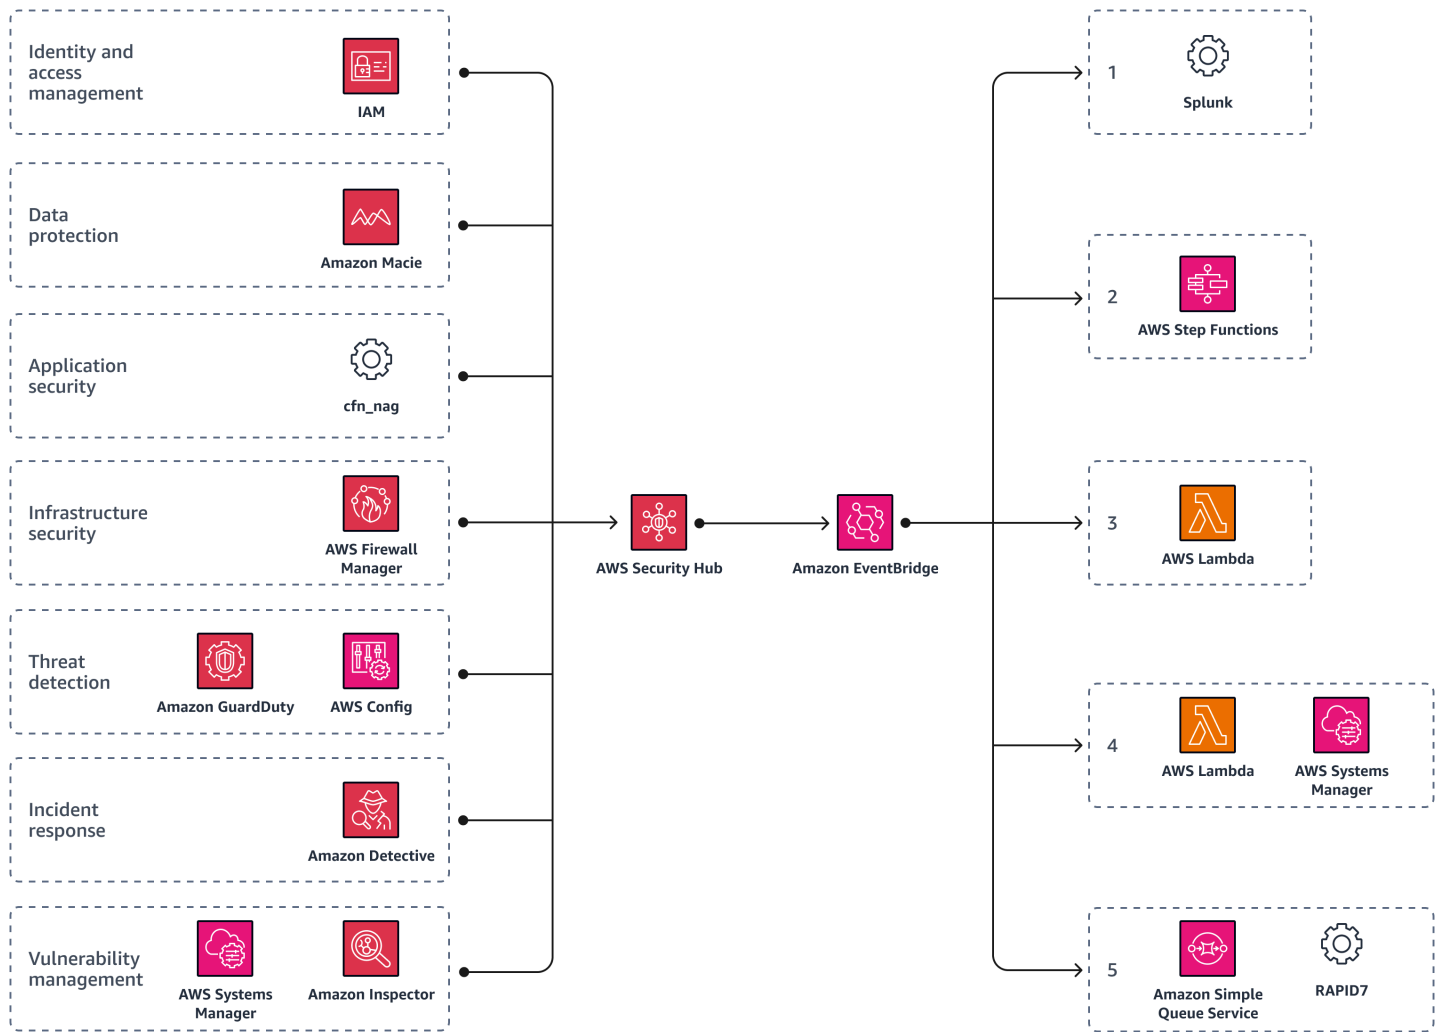 Identity and
access
management
IAM
Data
protection
Amazon Macie
Application
security
cfn_nag
Infrastructure
security
AWS Firewall
Manager
Threat
detection
Amazon GuardDuty
AWS Config
Incident
response
Amazon Detective
Vulnerability
management
AWS Systems
Manager
Amazon Inspector
AWS Security Hub
Amazon EventBridge
1
Splunk
2
AWS Step Functions
3
AWS Lambda
4
AWS Lambda
AWS Systems
Manager
5
Amazon Simple
Queue Service
RAPID7